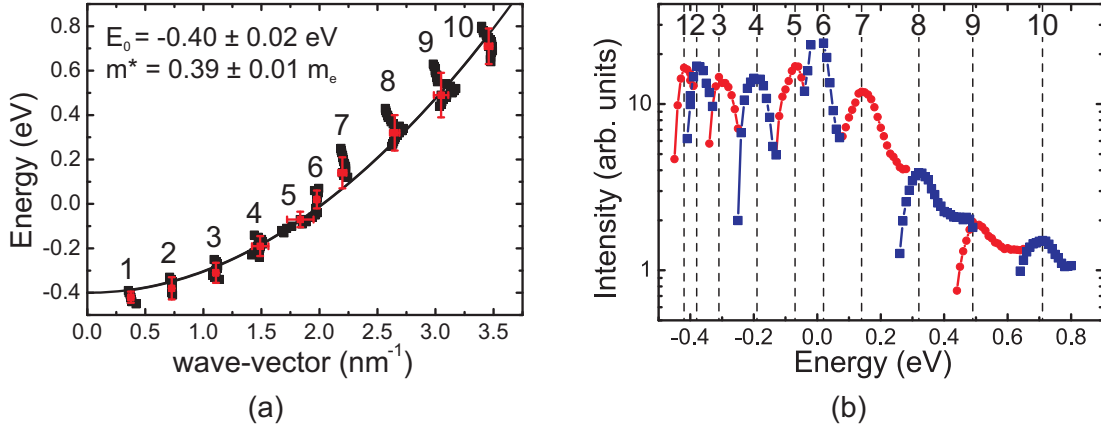 E₀ = -0.40 ± 0.02 eV
m* = 0.39 ± 0.01 mₑ
1
2
3
4
5
6
7
8
9
10
0.8
0.6
0.4
0.2
0.0
-0.2
-0.4
Energy (eV)
0.0 0.5 1.0 1.5 2.0 2.5 3.0 3.5
wave-vector (nm⁻¹)
(a)
1 2 3 4 5 6 7 8 9 10
10
1
Intensity (arb. units)
-0.4 -0.2 0.0 0.2 0.4 0.6 0.8
Energy (eV)
(b)